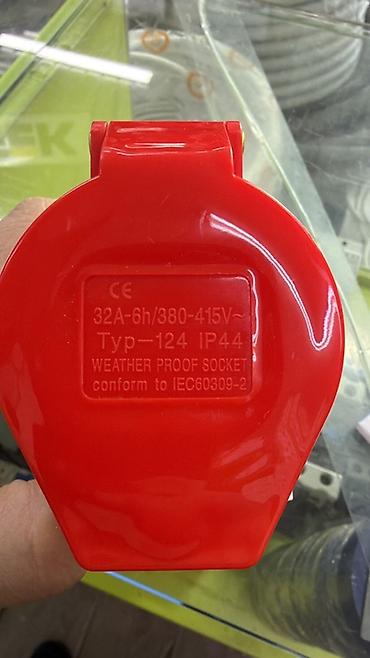 CE
32A-6h/380-415V~
Typ-124 IP44
WEATHER PROOF SOCKET
conform to IEC60309-2